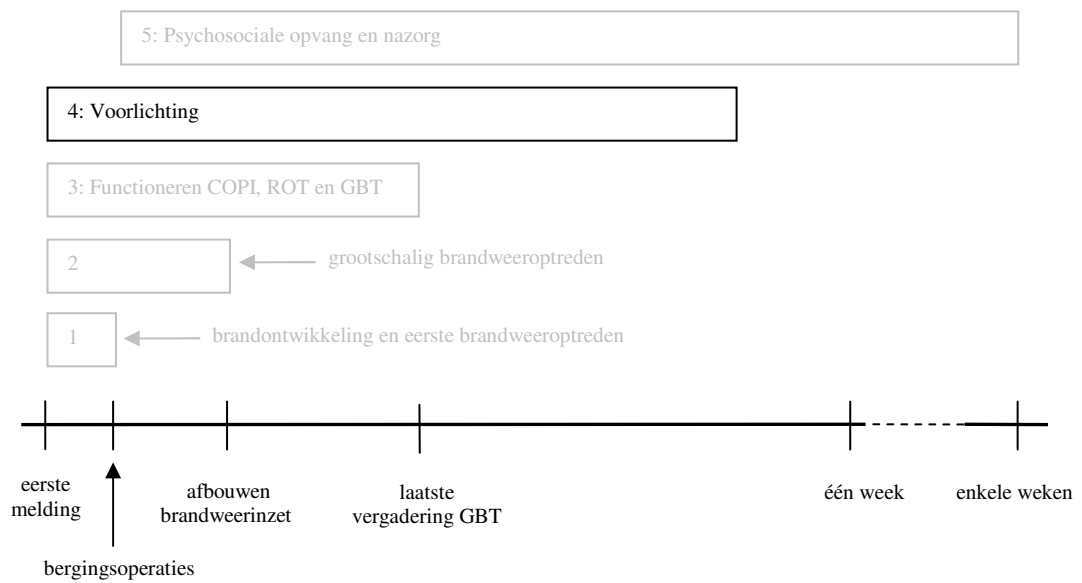 5: Psychosociale opvang en nazorg
4: Voorlichting
3: Functioneren COPI, ROT en GBT
2
grootschalig brandweeroptreden
1
brandontwikkeling en eerste brandweeroptreden
eerste
melding
afbouwen
brandweerinzet
laatste
vergadering GBT
één week
enkele weken
bergingsoperaties